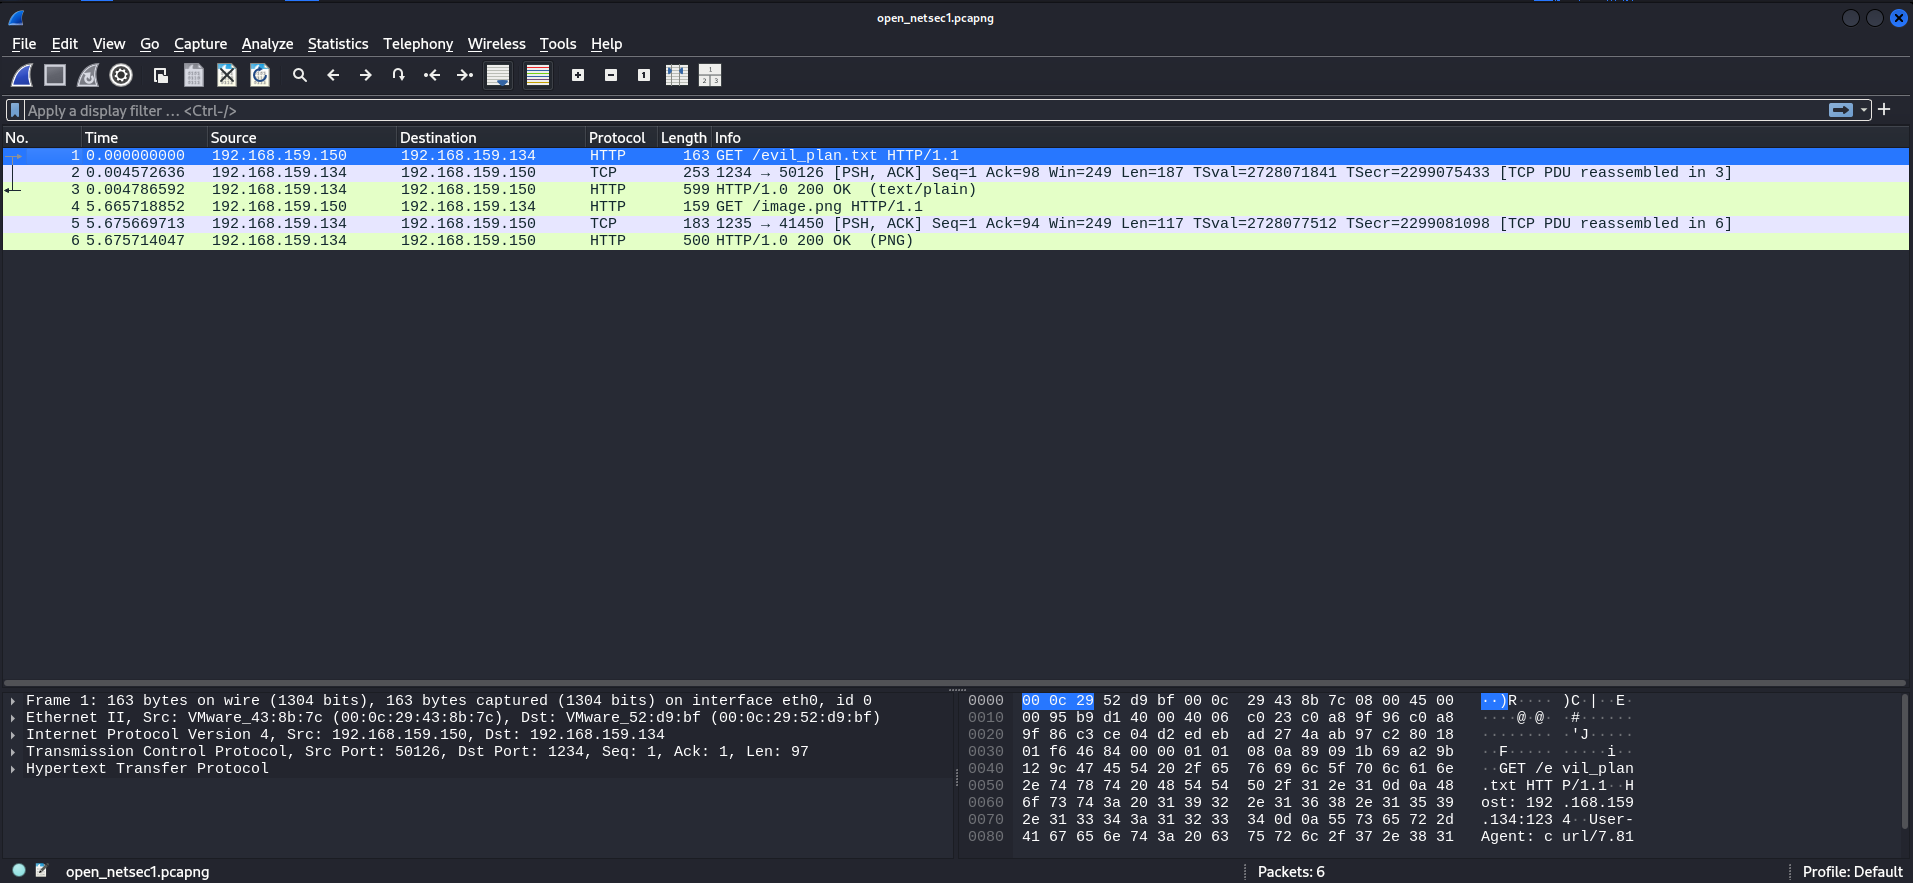 open_netsec1.pcapng
File Edit View Go Capture Analyze Statistics Telephony Wireless Tools Help
Apply a display filter … <Ctrl-/>
No. Time Source Destination Protocol Length Info
1 0.000000000 192.168.159.150 192.168.159.134 HTTP 163 GET /evil_plan.txt HTTP/1.1
2 0.004572636 192.168.159.134 192.168.159.150 TCP 253 1234 → 50126 [PSH, ACK] Seq=1 Ack=98 Win=249 Len=187 TSval=2728071841 TSecr=2299075433 [TCP PDU reassembled in 3]
3 0.004786592 192.168.159.134 192.168.159.150 HTTP 599 HTTP/1.0 200 OK  (text/plain)
4 5.665718852 192.168.159.150 192.168.159.134 HTTP 159 GET /image.png HTTP/1.1
5 5.675669713 192.168.159.134 192.168.159.150 TCP 183 1235 → 41450 [PSH, ACK] Seq=1 Ack=94 Win=249 Len=117 TSval=2728077512 TSecr=2299081098 [TCP PDU reassembled in 6]
6 5.675714047 192.168.159.134 192.168.159.150 HTTP 500 HTTP/1.0 200 OK  (PNG)
Frame 1: 163 bytes on wire (1304 bits), 163 bytes captured (1304 bits) on interface eth0, id 0
Ethernet II, Src: VMware_43:8b:7c (00:0c:29:43:8b:7c), Dst: VMware_52:d9:bf (00:0c:29:52:d9:bf)
Internet Protocol Version 4, Src: 192.168.159.150, Dst: 192.168.159.134
Transmission Control Protocol, Src Port: 50126, Dst Port: 1234, Seq: 1, Ack: 1, Len: 97
Hypertext Transfer Protocol
0000 00 0c 29 52 d9 bf 00 0c 29 43 8b 7c 08 00 45 00 ··)R···· )C·|··E·
0010 00 95 b9 d1 40 00 40 06 c0 23 c0 a8 9f 96 c0 a8 ····@·@· ·#······
0020 9f 86 c3 ce 04 d2 ed eb ad 27 4a ab 97 c2 80 18 ········ ·'J·····
0030 01 f6 46 84 00 00 01 01 08 0a 89 09 1b 69 a2 9b ··F····· ·····i··
0040 12 9c 47 45 54 20 2f 65 76 69 6c 5f 70 6c 61 6e ··GET /e vil_plan
0050 2e 74 78 74 20 48 54 54 50 2f 31 2e 31 0d 0a 48 .txt HTT P/1.1··H
0060 6f 73 74 3a 20 31 39 32 2e 31 36 38 2e 31 35 39 ost: 192 .168.159
0070 2e 31 33 34 3a 31 32 33 34 0d 0a 55 73 65 72 2d .134:123 4··User-
0080 41 67 65 6e 74 3a 20 63 75 72 6c 2f 37 2e 38 31 Agent: c url/7.81
open_netsec1.pcapng Packets: 6 Profile: Default